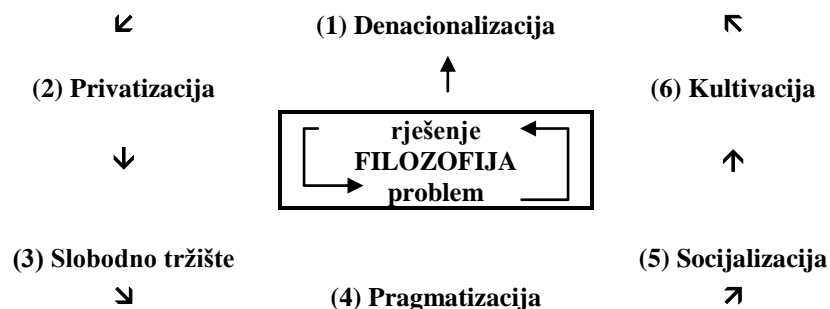 (1) Denacionalizacija
(2) Privatizacija
(6) Kultivacija
rješenje
FILOZOFIJA
problem
(3) Slobodno tržište
(5) Socijalizacija
(4) Pragmatizacija